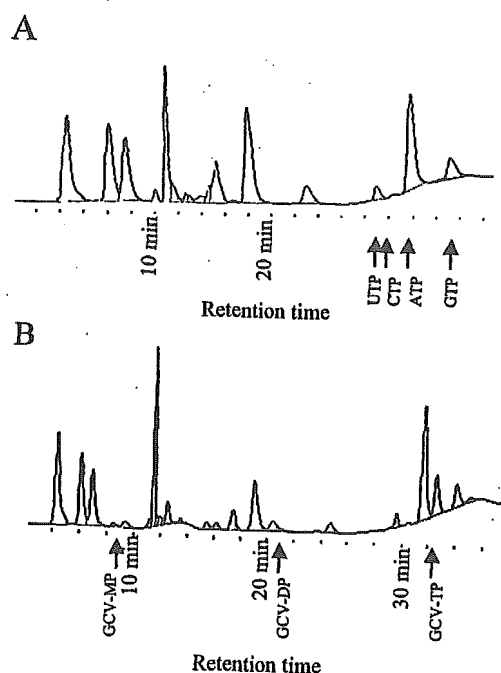 A
10 min
20 min
UTP
CTP
ATP
GTP
Retention time
B
GCV-MP
10 min
20 min
GCV-DP
30 min
GCV-TP
Retention time